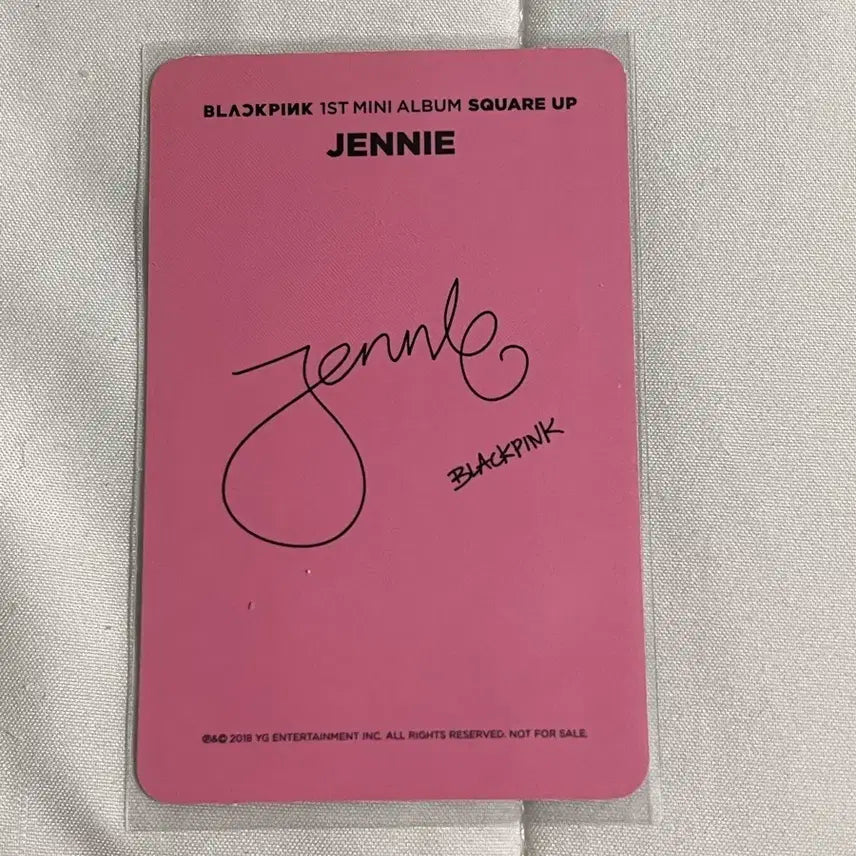 BLACKPINK 1ST MINI ALBUM SQUARE UP
JENNIE
Jennie
BLACKPINK
℗&© 2018 YG ENTERTAINMENT INC. ALL RIGHTS RESERVED. NOT FOR SALE.